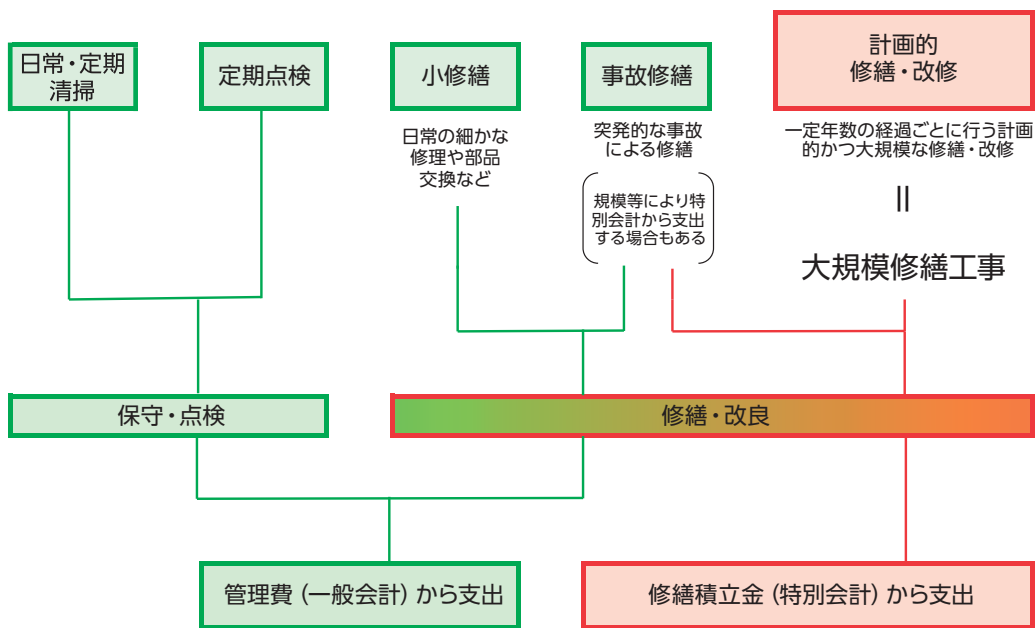 日常・定期
清掃
定期点検
小修繕
日常の細かな
修理や部品
交換など
事故修繕
突発的な事故
による修繕
規模等により特
別会計から支出
する場合もある
計画的
修繕・改修
一定年数の経過ごとに行う計画
的かつ大規模な修繕・改修
=
大規模修繕工事
保守・点検
修繕・改良
管理費（一般会計）から支出
修繕積立金（特別会計）から支出